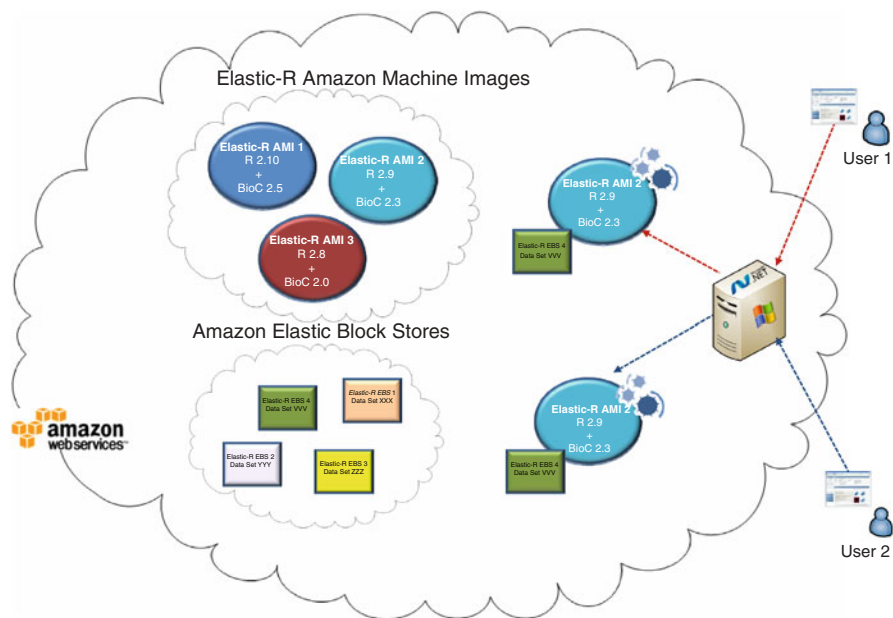 Elastic-R Amazon Machine Images
Elastic-R AMI 1
R 2.10
+
BioC 2.5
Elastic-R AMI 2
R 2.9
+
BioC 2.3
Elastic-R AMI 3
R 2.8
+
BioC 2.0
Elastic-R AMI 2
R 2.9
+
BioC 2.3
Elastic-R EBS 4
Data Set VVV
User 1
.NET
Amazon Elastic Block Stores
Elastic-R EBS 4
Data Set VVV
Elastic-R EBS 1
Data Set XXX
Elastic-R EBS 2
Data Set YYY
Elastic-R EBS 3
Data Set ZZZ
Elastic-R AMI 2
R 2.9
+
BioC 2.3
Elastic-R EBS 4
Data Set VVV
amazon
webservices™
User 2